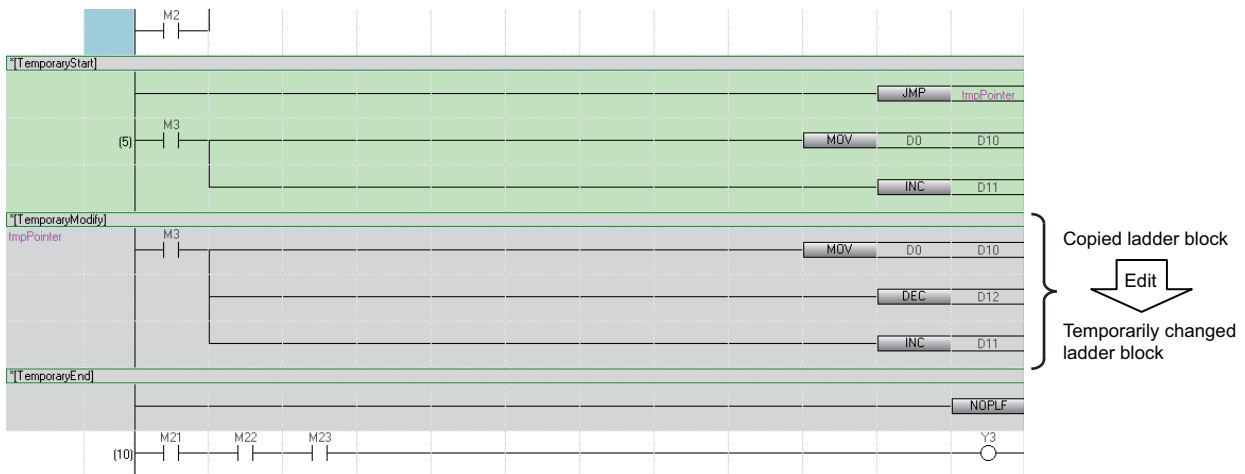 M2
*[TemporaryStart]
JMP tmpPointer
(5) M3 MOV D0 D10
INC D11
*[TemporaryModify]
tmpPointer M3 MOV D0 D10
DEC D12
INC D11
*[TemporaryEnd]
NOPLF
(10) M21 M22 M23 Y3
Copied ladder block
Edit
Temporarily changed
ladder block